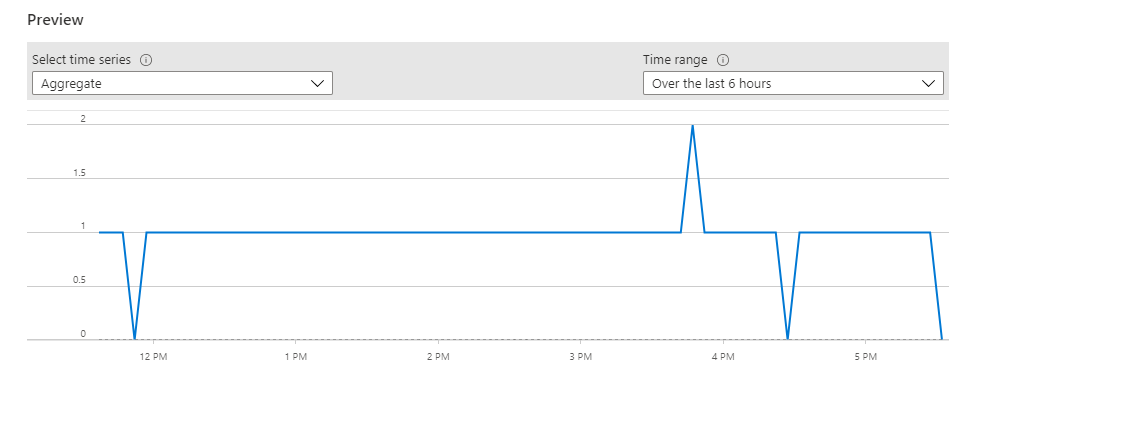 Preview
Select time series
Time range
Aggregate
Over the last 6 hours
2
1.5
1
0.5
0
12 PM
1 PM
2 PM
3 PM
4 PM
5 PM